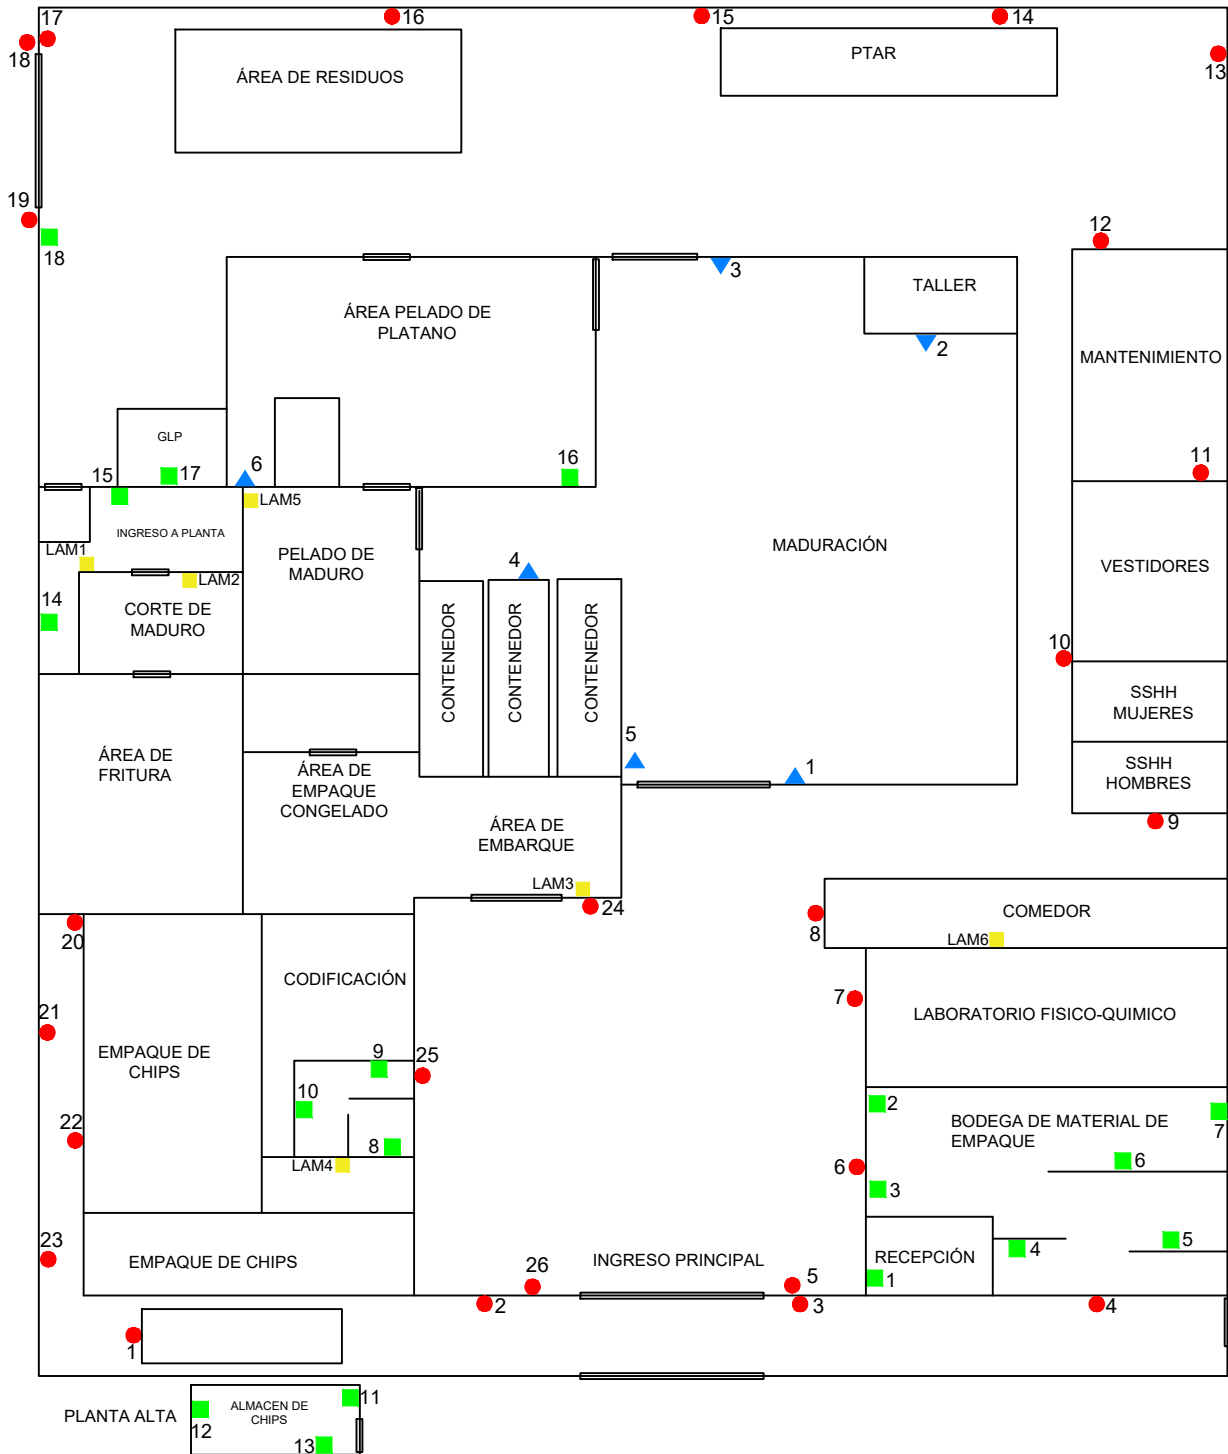 17
16
15
14
18
13
ÁREA DE RESIDUOS
PTAR
19
18
12
3
TALLER
2
ÁREA PELADO DE
PLATANO
MANTENIMIENTO
GLP
6
16
11
15
17
LAM5
INGRESO A PLANTA
LAM1
LAM2
PELADO DE
MADURO
4
MADURACIÓN
VESTIDORES
14
CORTE DE
MADURO
CONTENEDOR
CONTENEDOR
CONTENEDOR
10
SSHH
MUJERES
5
1
ÁREA DE
FRITURA
ÁREA DE
EMPAQUE
CONGELADO
SSHH
HOMBRES
9
ÁREA DE
EMBARQUE
LAM3
24
COMEDOR
8
LAM6
20
CODIFICACIÓN
7
LABORATORIO FISICO-QUIMICO
21
EMPAQUE DE
CHIPS
9
25
10
2
BODEGA DE MATERIAL DE
EMPAQUE
7
22
8
LAM4
6
6
3
23
EMPAQUE DE CHIPS
INGRESO PRINCIPAL
RECEPCIÓN
4
5
26
5
1
2
3
4
1
PLANTA ALTA
ALMACEN DE
CHIPS
11
12
13